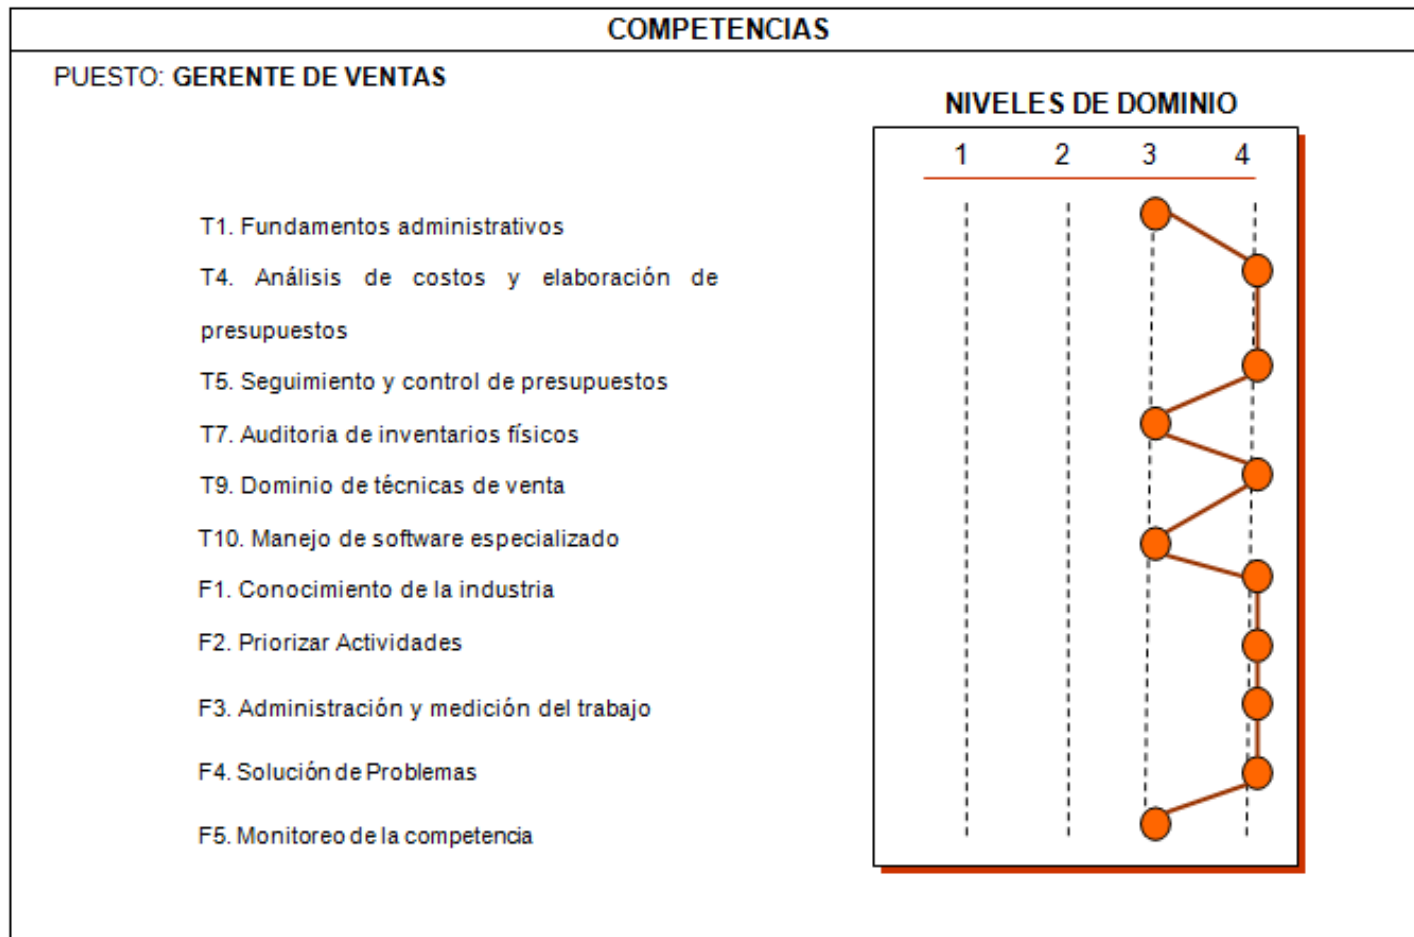 COMPETENCIAS
PUESTO: GERENTE DE VENTAS
NIVELES DE DOMINIO
1 2 3 4
T1. Fundamentos administrativos
T4. Análisis de costos y elaboración de
presupuestos
T5. Seguimiento y control de presupuestos
T7. Auditoria de inventarios físicos
T9. Dominio de técnicas de venta
T10. Manejo de software especializado
F1. Conocimiento de la industria
F2. Priorizar Actividades
F3. Administración y medición del trabajo
F4. Solución de Problemas
F5. Monitoreo de la competencia